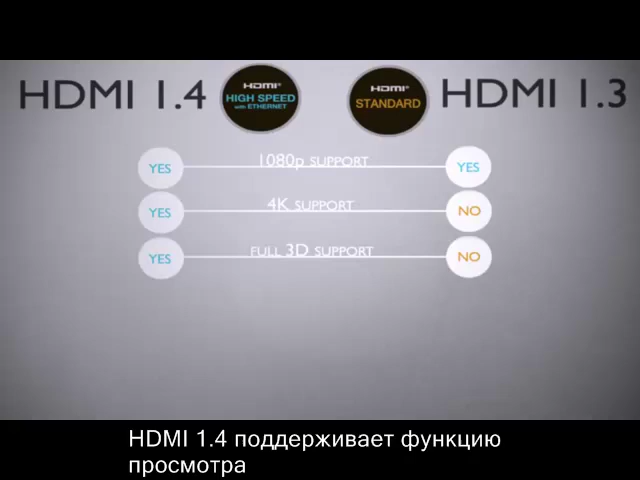 HDMI 1.4
HDMI
HIGH SPEED
with ETHERNET
HDMI
STANDARD
HDMI 1.3
YES 1080p SUPPORT YES
YES 4K SUPPORT NO
YES FULL 3D SUPPORT NO
HDMI 1.4 поддерживает функцию
просмотра